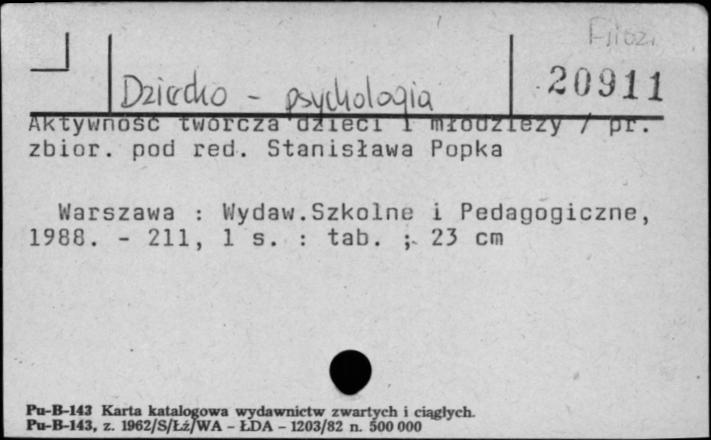 Filoz.
Dziecko - psychologia
20911
Aktywność twórcza dzieci i młodzieży / pr.
zbior. pod red. Stanisława Popka
Warszawa : Wydaw.Szkolne i Pedagogiczne,
1988. - 211, 1 s. : tab. ; 23 cm
Pu-B-143 Karta katalogowa wydawnictw zwartych i ciągłych.
Pu-B-143, z. 1962/S/Łź/WA - ŁDA - 1203/82 n. 500 000